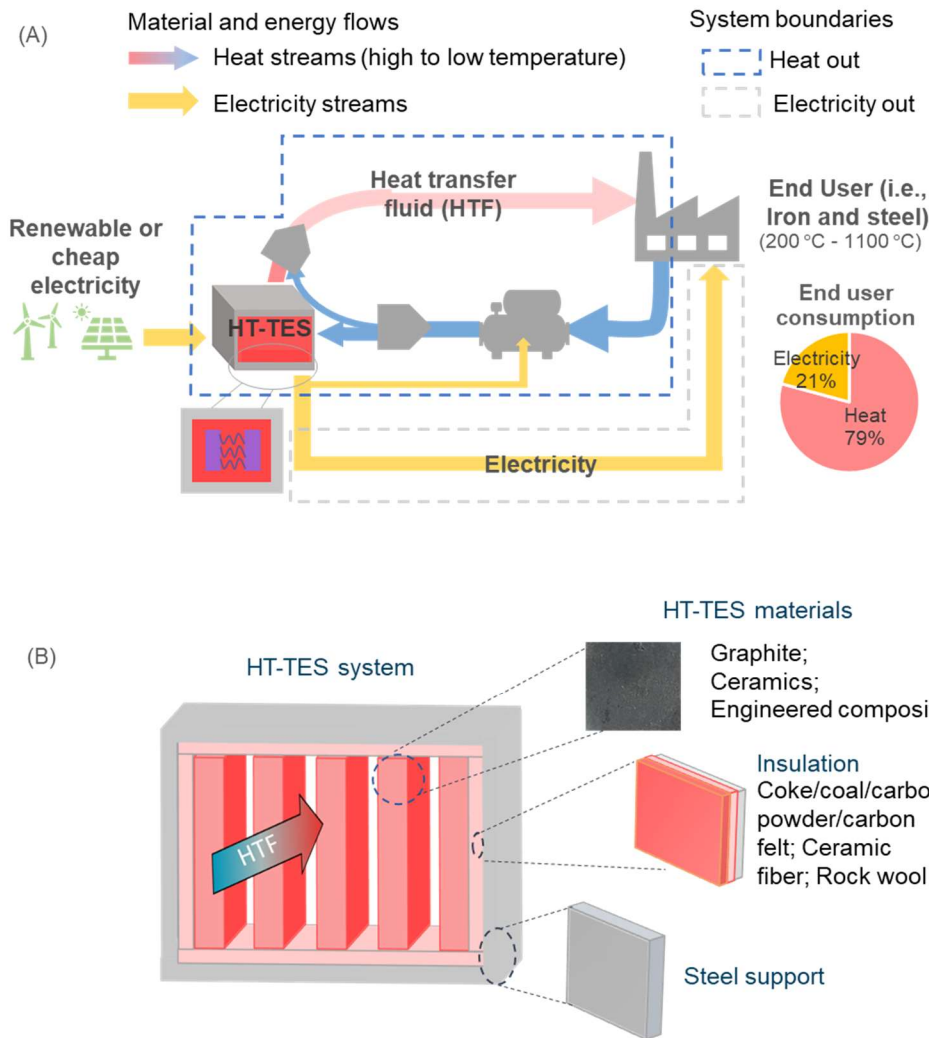 (A)
Material and energy flows
Heat streams (high to low temperature)
Electricity streams
System boundaries
Heat out
Electricity out
Renewable or
cheap
electricity
HT-TES
Heat transfer
fluid (HTF)
Electricity
End User (i.e.,
Iron and steel)
(200 °C - 1100 °C)
End user
consumption
Electricity
21%
Heat
79%
(B)
HT-TES system
HTF
HT-TES materials
Graphite;
Ceramics;
Engineered composi
Insulation
Coke/coal/carbo
powder/carbon
felt; Ceramic
fiber; Rock wool
Steel support